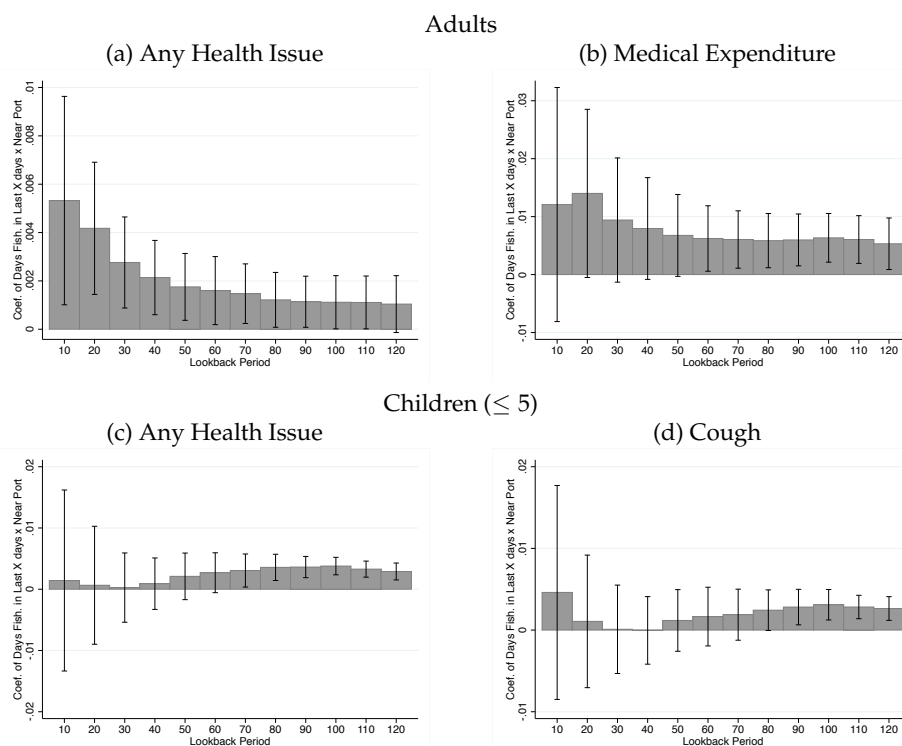 Adults
(a) Any Health Issue
(b) Medical Expenditure
Coef. of Days Fish. in Last X days x Near Port
.01
.008
.006
.004
.002
0
10 20 30 40 50 60 70 80 90 100 110 120
Lookback Period
Coef. of Days Fish. in Last X days x Near Port
.03
.02
.01
0
-.01
10 20 30 40 50 60 70 80 90 100 110 120
Lookback Period
Children (≤ 5)
(c) Any Health Issue
(d) Cough
Coef. of Days Fish. in Last X days x Near Port
.02
.01
0
-.01
-.02
10 20 30 40 50 60 70 80 90 100 110 120
Lookback Period
Coef. of Days Fish. in Last X days x Near Port
.02
.01
0
-.01
10 20 30 40 50 60 70 80 90 100 110 120
Lookback Period